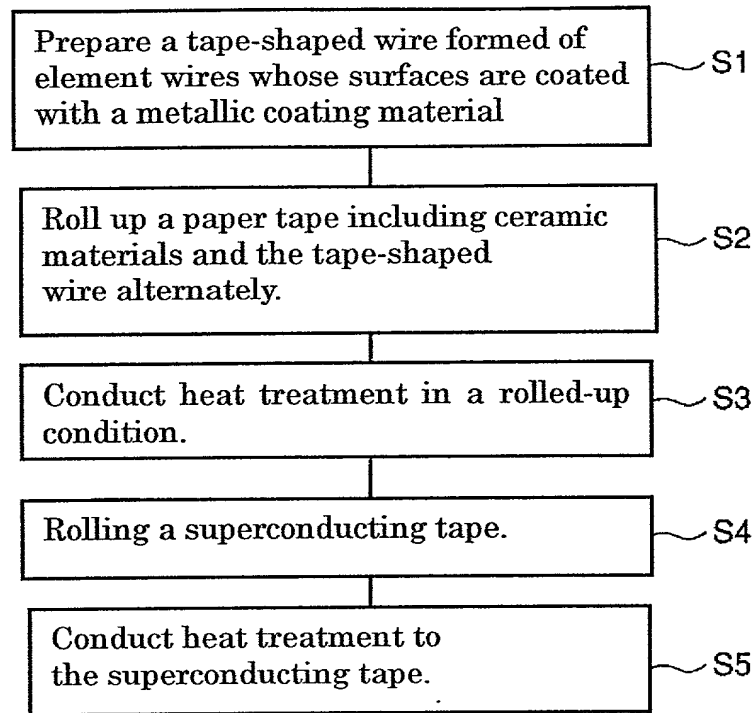 Prepare a tape-shaped wire formed of
element wires whose surfaces are coated
with a metallic coating material
S1
Roll up a paper tape including ceramic
materials and the tape-shaped
wire alternately.
S2
Conduct heat treatment in a rolled-up
condition.
S3
Rolling a superconducting tape.
S4
Conduct heat treatment to
the superconducting tape.
S5